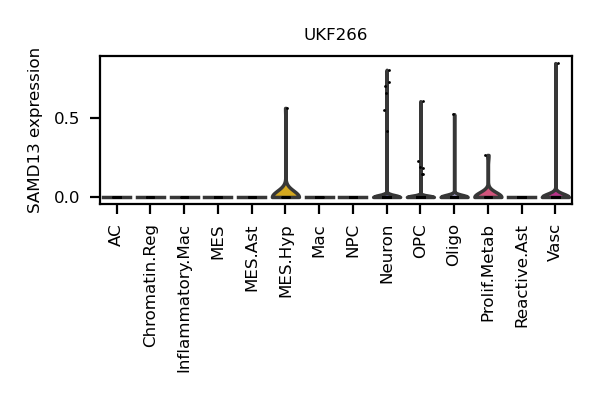 UKF266
SAMD13 expression
0.5
0.0
AC
Chromatin.Reg
Inflammatory.Mac
MES
MES.Ast
MES.Hyp
Mac
NPC
Neuron
OPC
Oligo
Prolif.Metab
Reactive.Ast
Vasc